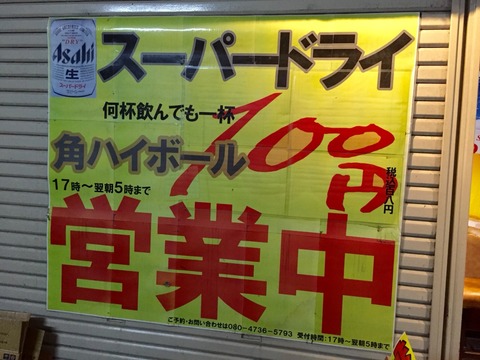 Asahi
生
スーパードライ
スーパードライ
何杯飲んでも一杯
100円
角ハイボール
17時～翌朝5時まで
営業中
ご予約・お問い合わせは080-4736-5793 受付時間：17時～翌朝5時まで